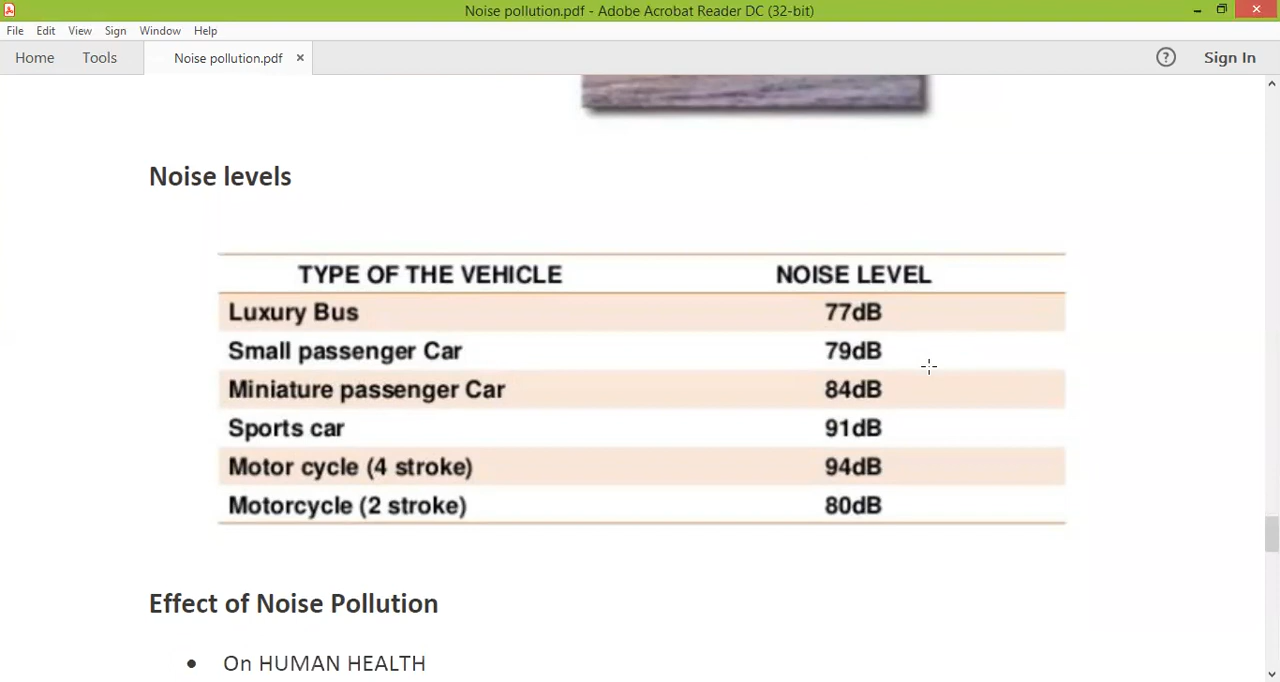 Noise pollution.pdf - Adobe Acrobat Reader DC (32-bit)
File Edit View Sign Window Help
Home Tools Noise pollution.pdf × ? Sign In
Noise levels
TYPE OF THE VEHICLE NOISE LEVEL
Luxury Bus 77dB
Small passenger Car 79dB
Miniature passenger Car 84dB
Sports car 91dB
Motor cycle (4 stroke) 94dB
Motorcycle (2 stroke) 80dB
Effect of Noise Pollution
• On HUMAN HEALTH